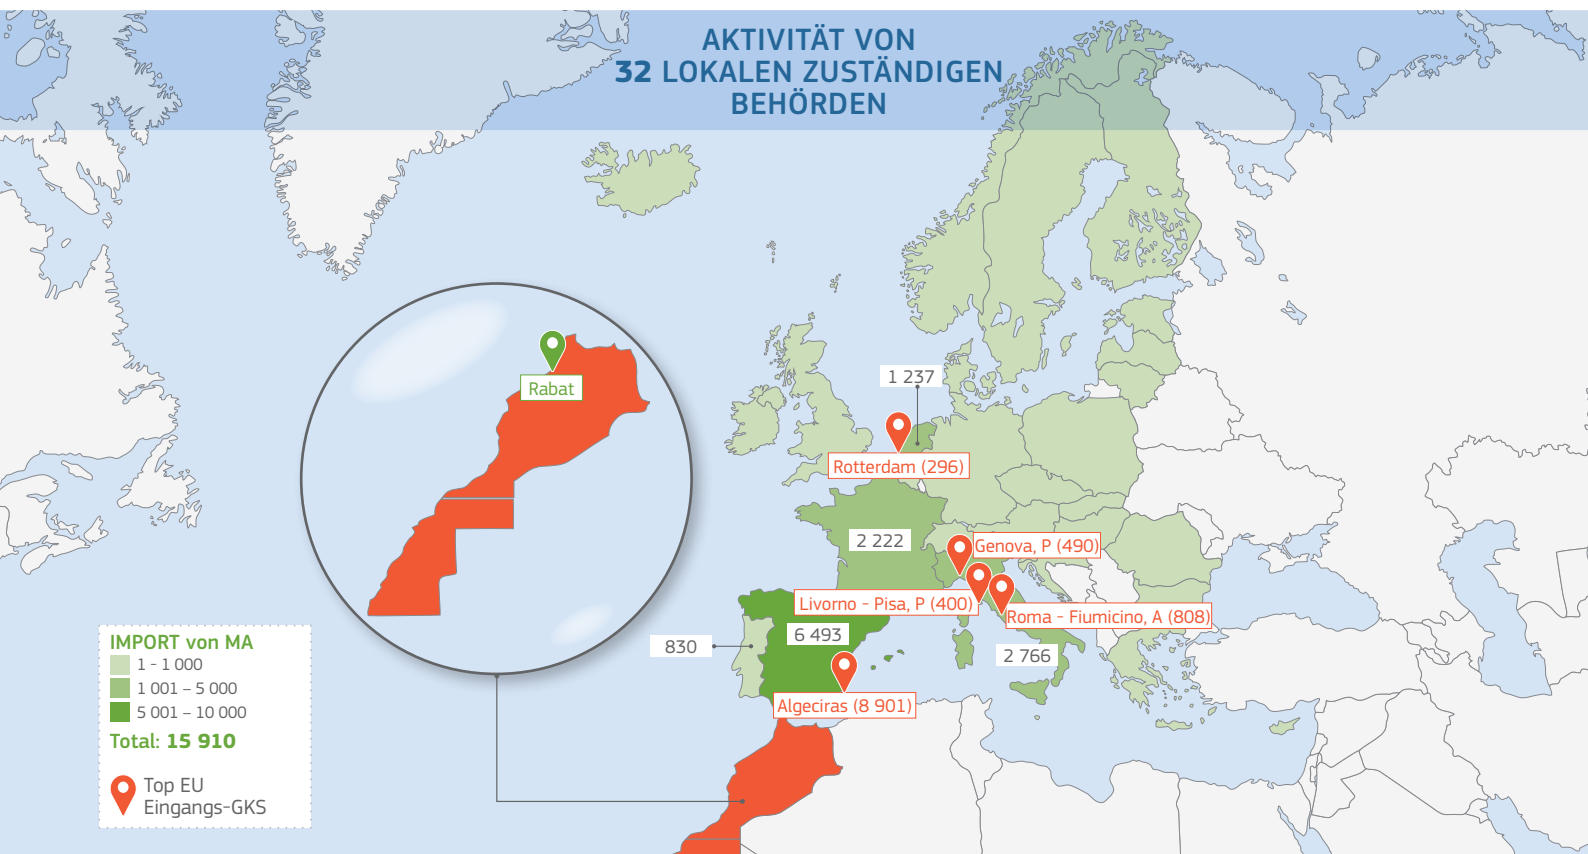 AKTIVITÄT VON
32 LOKALEN ZUSTÄNDIGEN
BEHÖRDEN
Rabat
1 237
Rotterdam (296)
2 222
Genova, P (490)
Livorno - Pisa, P (400)
Roma - Fiumicino, A (808)
830
6 493
2 766
Algeciras (8 901)
IMPORT von MA
1 - 1 000
1 001 – 5 000
5 001 – 10 000
Total: 15 910
Top EU
Eingangs-GKS